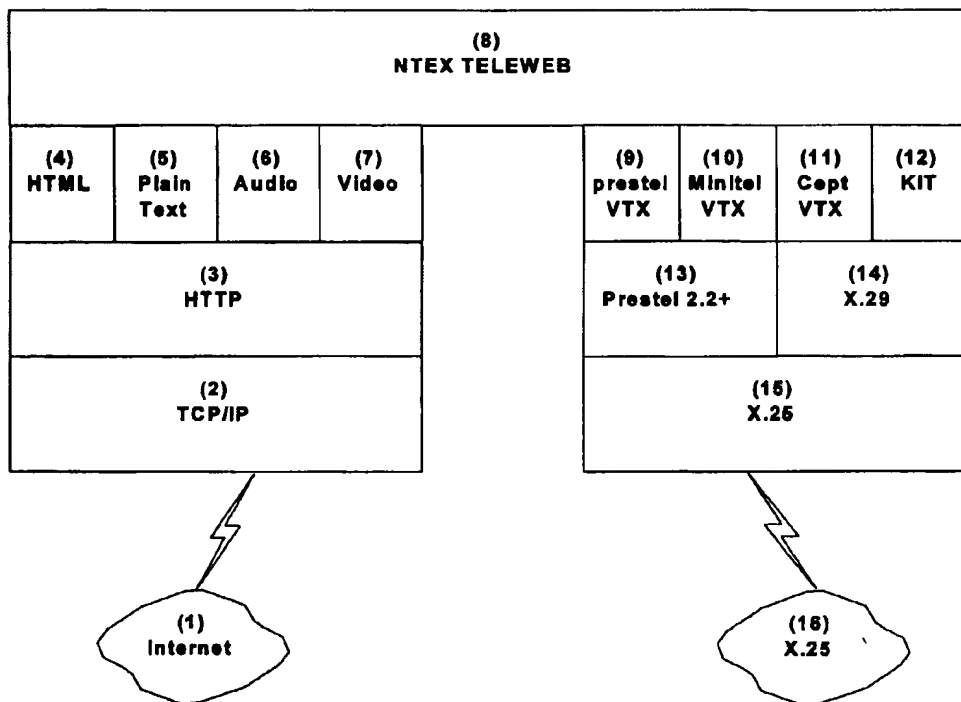 (8)
NTEX TELEWEB
(4)
HTML
(5)
Plain
Text
(6)
Audio
(7)
Video
(9)
prestel
VTX
(10)
Minitel
VTX
(11)
Cept
VTX
(12)
KIT
(3)
HTTP
(13)
Prestel 2.2+
(14)
X.29
(2)
TCP/IP
(15)
X.25
(1)
Internet
(16)
X.25